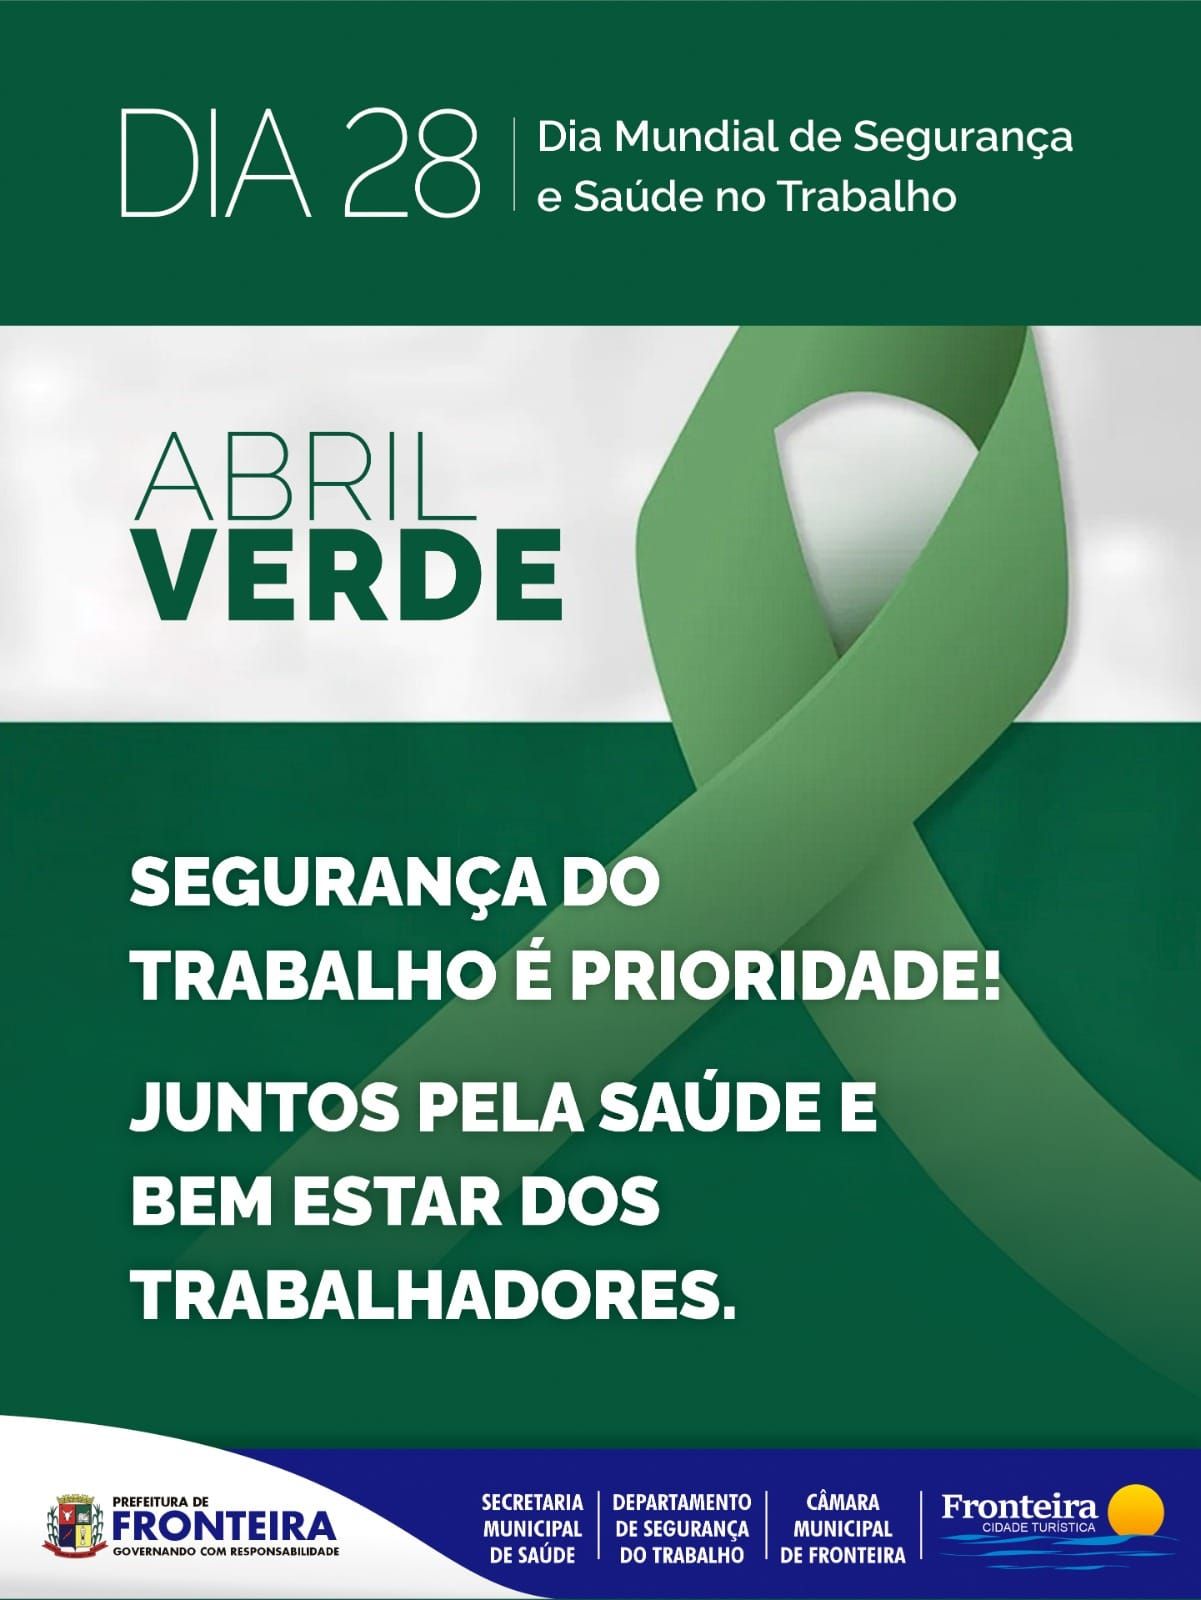 DIA 28
Dia Mundial de Segurança
e Saúde no Trabalho
ABRIL
VERDE
SEGURANÇA DO
TRABALHO É PRIORIDADE!
JUNTOS PELA SAÚDE E
BEM ESTAR DOS
TRABALHADORES.
PREFEITURA DE
FRONTEIRA
GOVERNANDO COM RESPONSABILIDADE
SECRETARIA
MUNICIPAL
DE SAÚDE
DEPARTAMENTO
DE SEGURANÇA
DO TRABALHO
CÂMARA
MUNICIPAL
DE FRONTEIRA
Fronteira
CIDADE TURÍSTICA